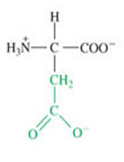 H
H₃N⁺—C—COO⁻
CH₂
C
O O⁻